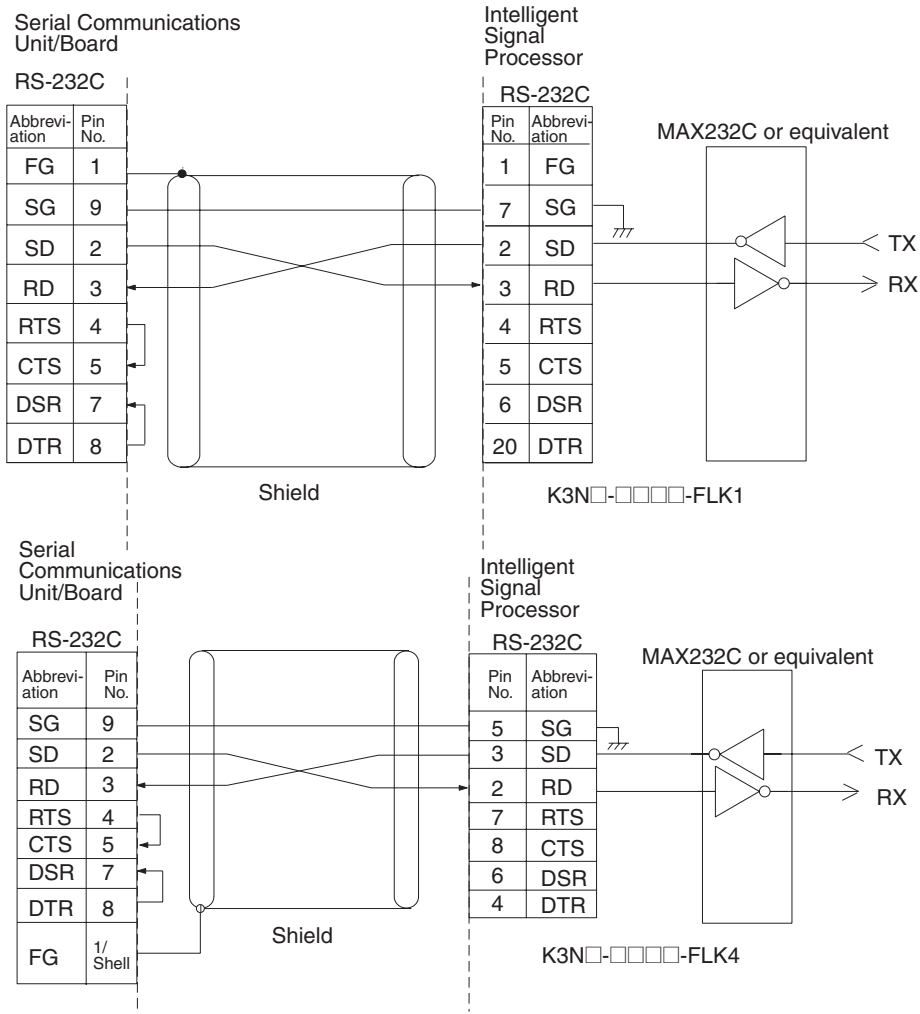 Serial Communications
Unit/Board
RS-232C
Abbrevi-
ation
Pin
No.
FG 1
SG 9
SD 2
RD 3
RTS 4
CTS 5
DSR 7
DTR 8
Shield
Intelligent
Signal
Processor
RS-232C
Pin
No.
Abbrevi-
ation
1 FG
7 SG
2 SD
3 RD
4 RTS
5 CTS
6 DSR
20 DTR
MAX232C or equivalent
TX
RX
K3N□-□□□□-FLK1
Serial
Communications
Unit/Board
RS-232C
Abbrevi-
ation
Pin
No.
SG 9
SD 2
RD 3
RTS 4
CTS 5
DSR 7
DTR 8
FG 1/
Shell
Shield
Intelligent
Signal
Processor
RS-232C
Pin
No.
Abbrevi-
ation
5 SG
3 SD
2 RD
7 RTS
8 CTS
6 DSR
4 DTR
MAX232C or equivalent
TX
RX
K3N□-□□□□-FLK4